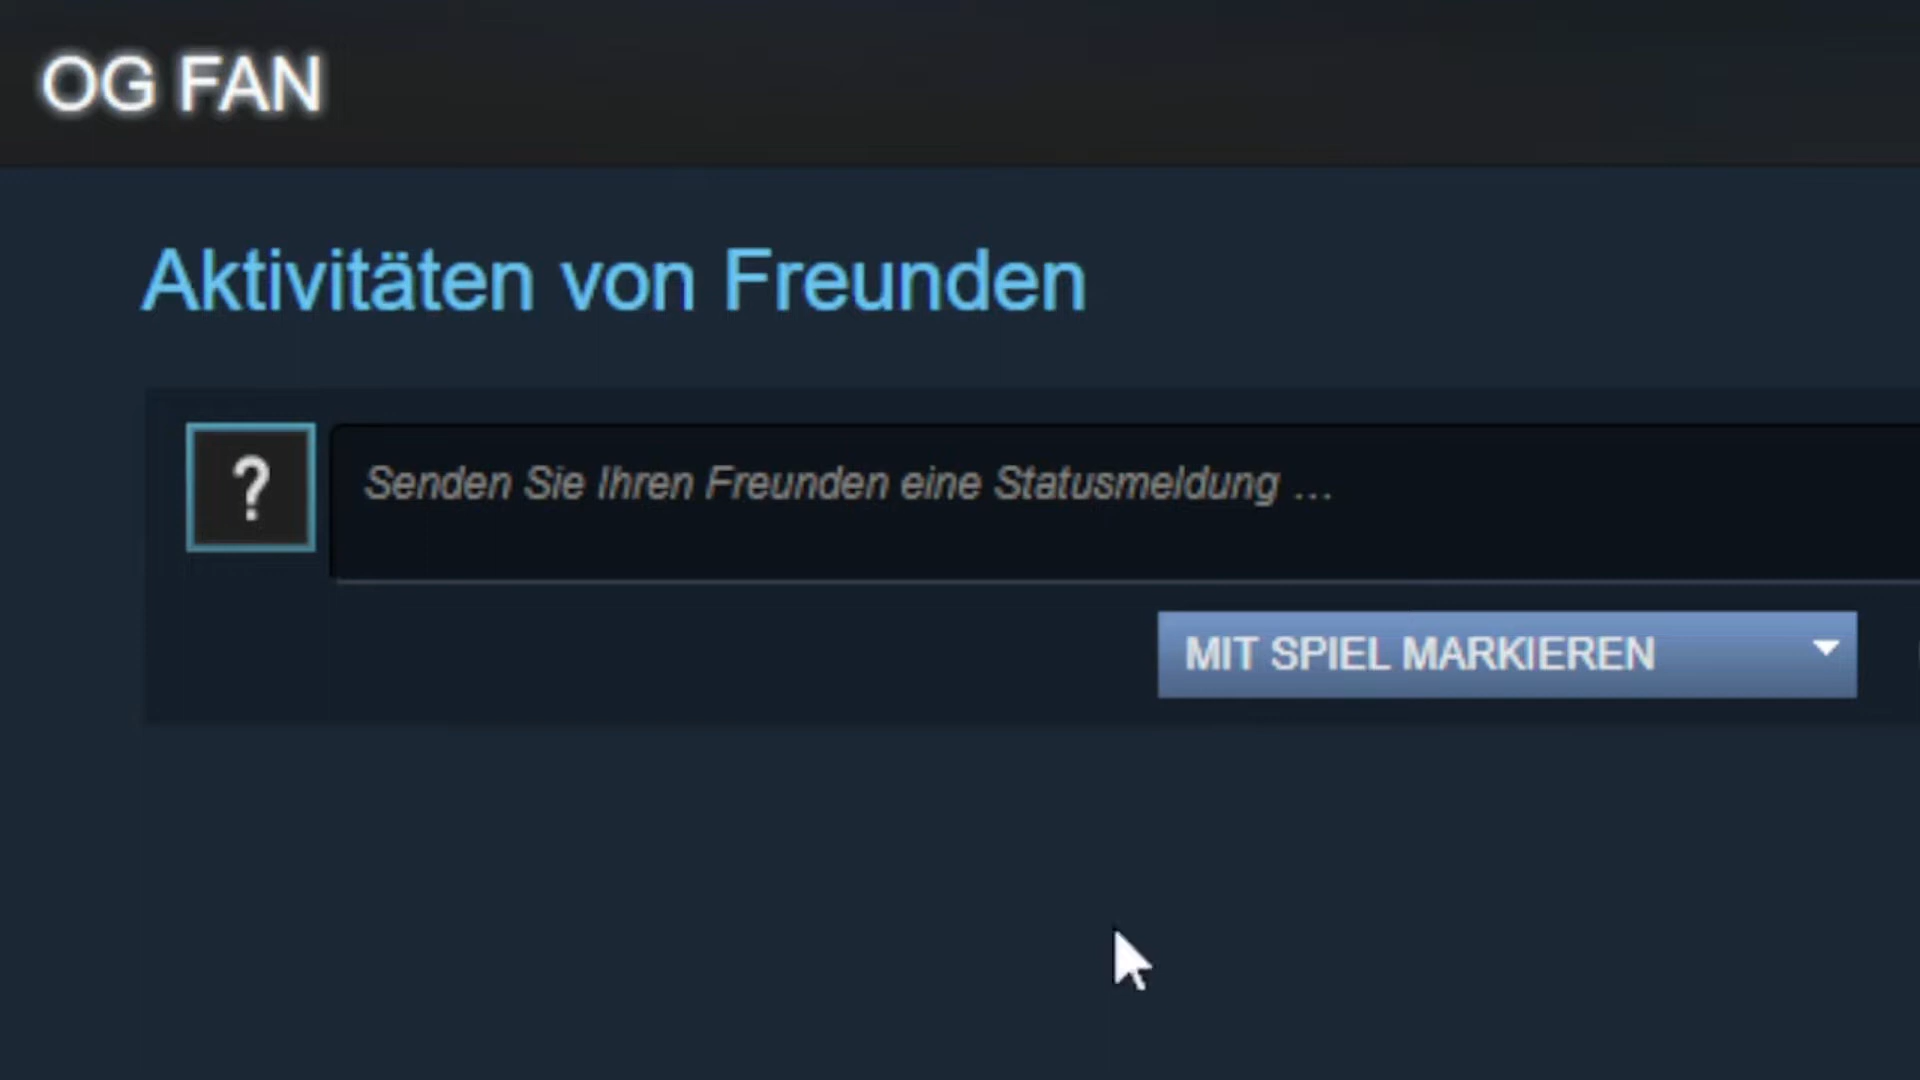 OG FAN
Aktivitäten von Freunden
?
Senden Sie Ihren Freunden eine Statusmeldung …
MIT SPIEL MARKIEREN